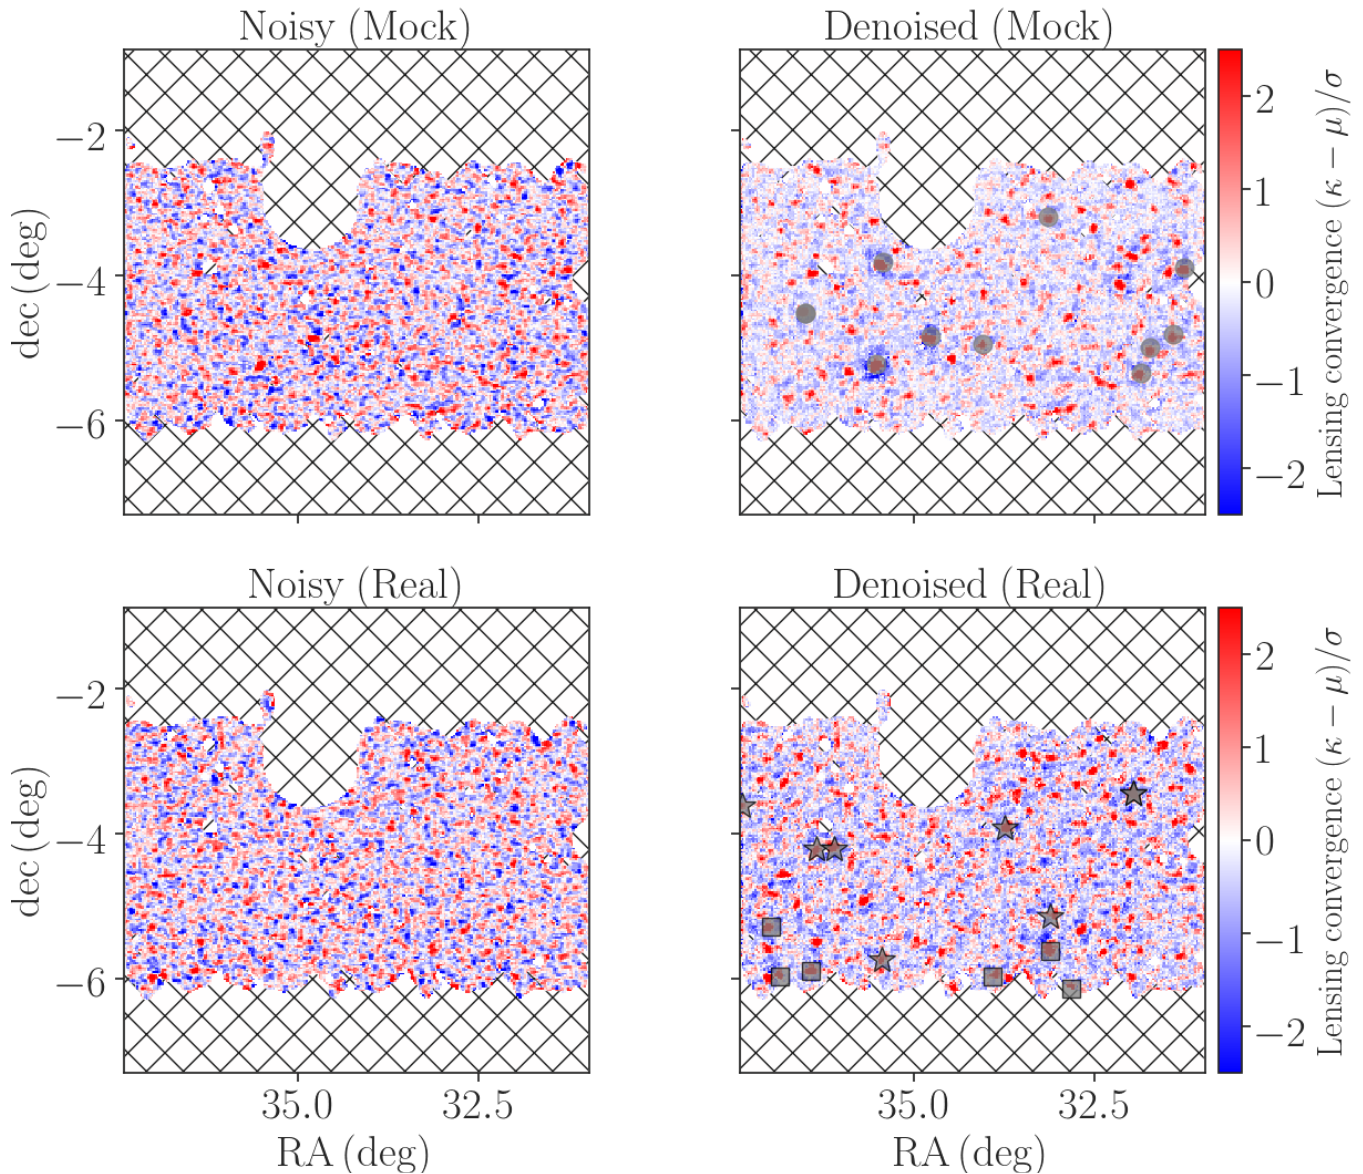 Noisy (Mock)
Denoised (Mock)
−2
−4
−6
dec (deg)
2
1
0
−1
−2
Lensing convergence (κ − μ)/σ
Noisy (Real)
Denoised (Real)
−2
−4
−6
dec (deg)
2
1
0
−1
−2
Lensing convergence (κ − μ)/σ
35.0
32.5
35.0
32.5
RA (deg)
RA (deg)